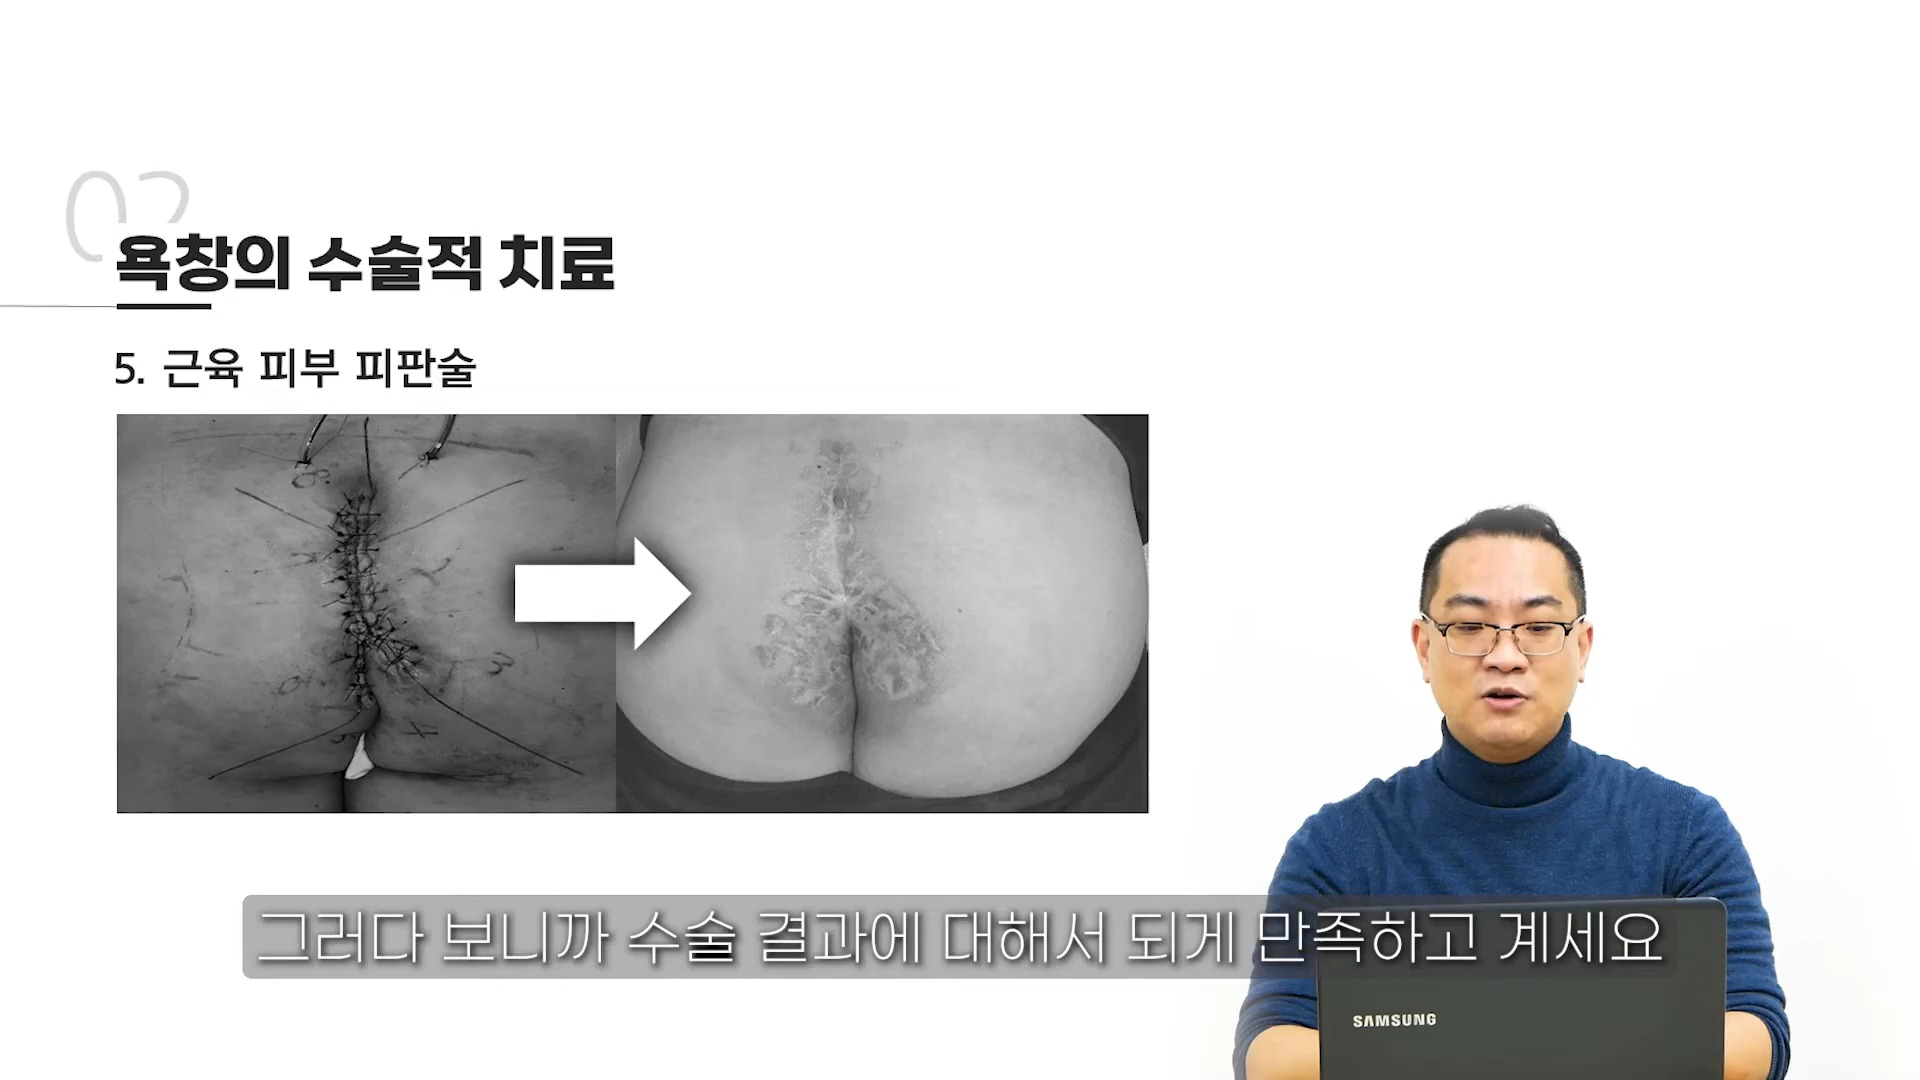 02
욕창의 수술적 치료
5. 근육 피부 피판술
그러다 보니까 수술 결과에 대해서 되게 만족하고 계세요
SAMSUNG